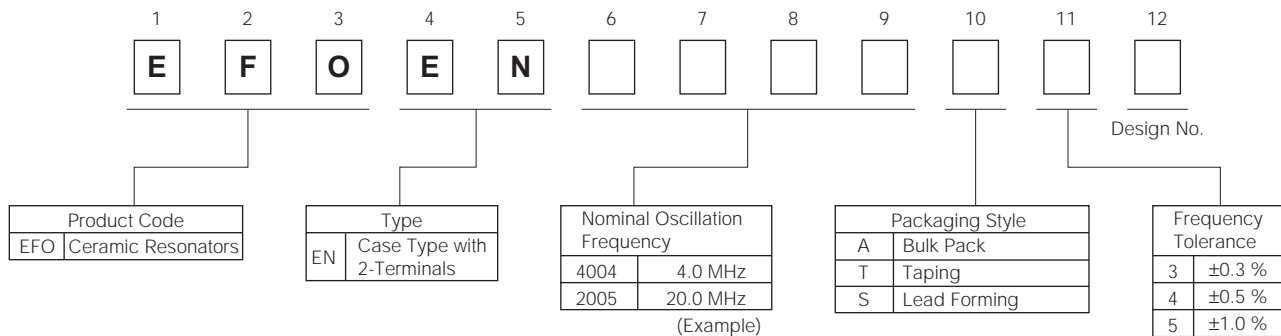 1 2 3 4 5 6 7 8 9 10 11 12
E F O E N
Design No.
Product Code
EFO Ceramic Resonators
Type
EN Case Type with
2-Terminals
Nominal Oscillation
Frequency
4004 4.0 MHz
2005 20.0 MHz
(Example)
Packaging Style
A Bulk Pack
T Taping
S Lead Forming
Frequency
Tolerance
3 ±0.3 %
4 ±0.5 %
5 ±1.0 %